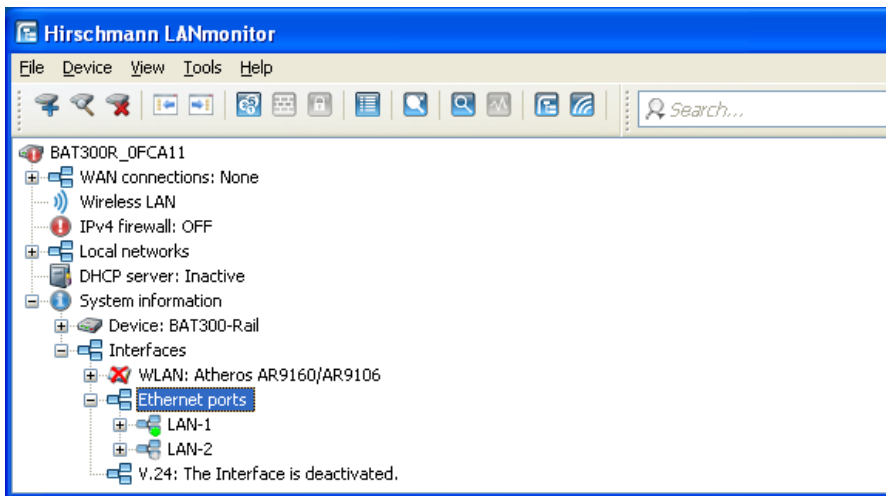 Hirschmann LANmonitor
File Device View Tools Help
Search...
BAT300R_0FCA11
WAN connections: None
Wireless LAN
IPv4 firewall: OFF
Local networks
DHCP server: Inactive
System information
Device: BAT300-Rail
Interfaces
WLAN: Atheros AR9160/AR9106
Ethernet ports
LAN-1
LAN-2
V.24: The Interface is deactivated.